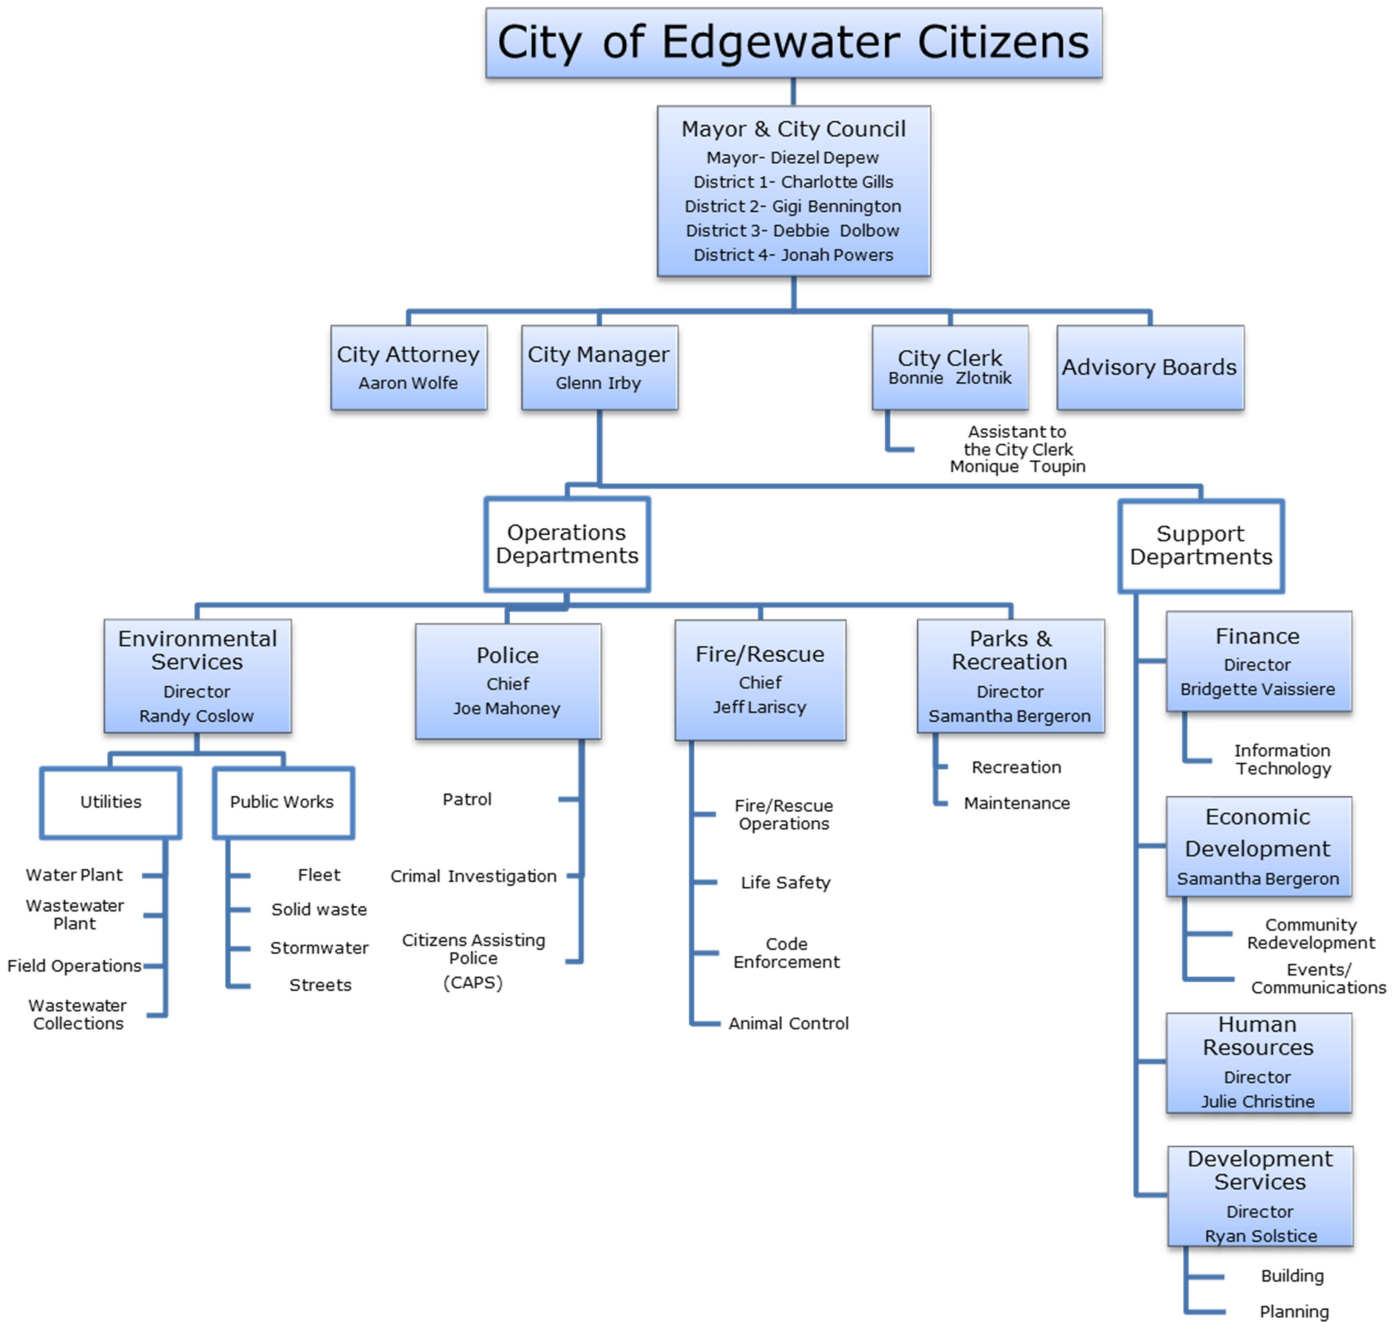 City of Edgewater Citizens
Mayor & City Council
Mayor- Diezel Depew
District 1- Charlotte Gills
District 2- Gigi Bennington
District 3- Debbie Dolbow
District 4- Jonah Powers
City Attorney
Aaron Wolfe
City Manager
Glenn Irby
City Clerk
Bonnie Zlotnik
Advisory Boards
Assistant to
the City Clerk
Monique Toupin
Operations
Departments
Support
Departments
Environmental
Services
Director
Randy Coslow
Police
Chief
Joe Mahoney
Fire/Rescue
Chief
Jeff Lariscy
Parks &
Recreation
Director
Samantha Bergeron
Utilities
Public Works
Water Plant
Wastewater
Plant
Field Operations
Wastewater
Collections
Fleet
Solid waste
Stormwater
Streets
Patrol
Crimal Investigation
Citizens Assisting
Police
(CAPS)
Fire/Rescue
Operations
Life Safety
Code
Enforcement
Animal Control
Recreation
Maintenance
Finance
Director
Bridgette Vaissiere
Information
Technology
Economic
Development
Samantha Bergeron
Community
Redevelopment
Events/
Communications
Human
Resources
Director
Julie Christine
Development
Services
Director
Ryan Solstice
Building
Planning